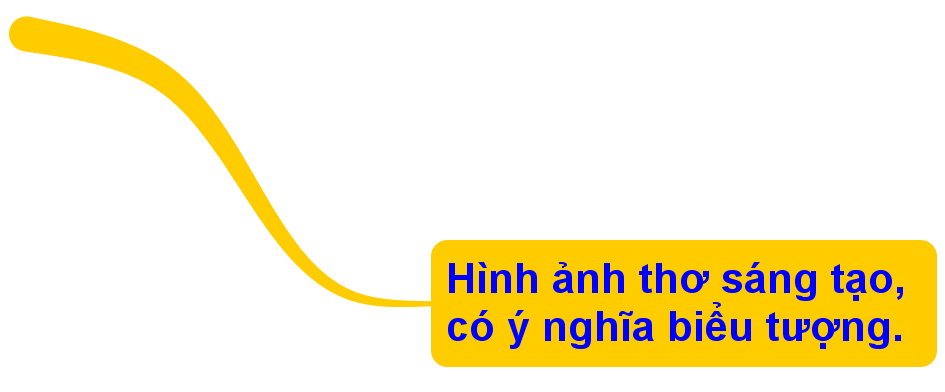 Hình ảnh thơ sáng tạo,
có ý nghĩa biểu tượng.